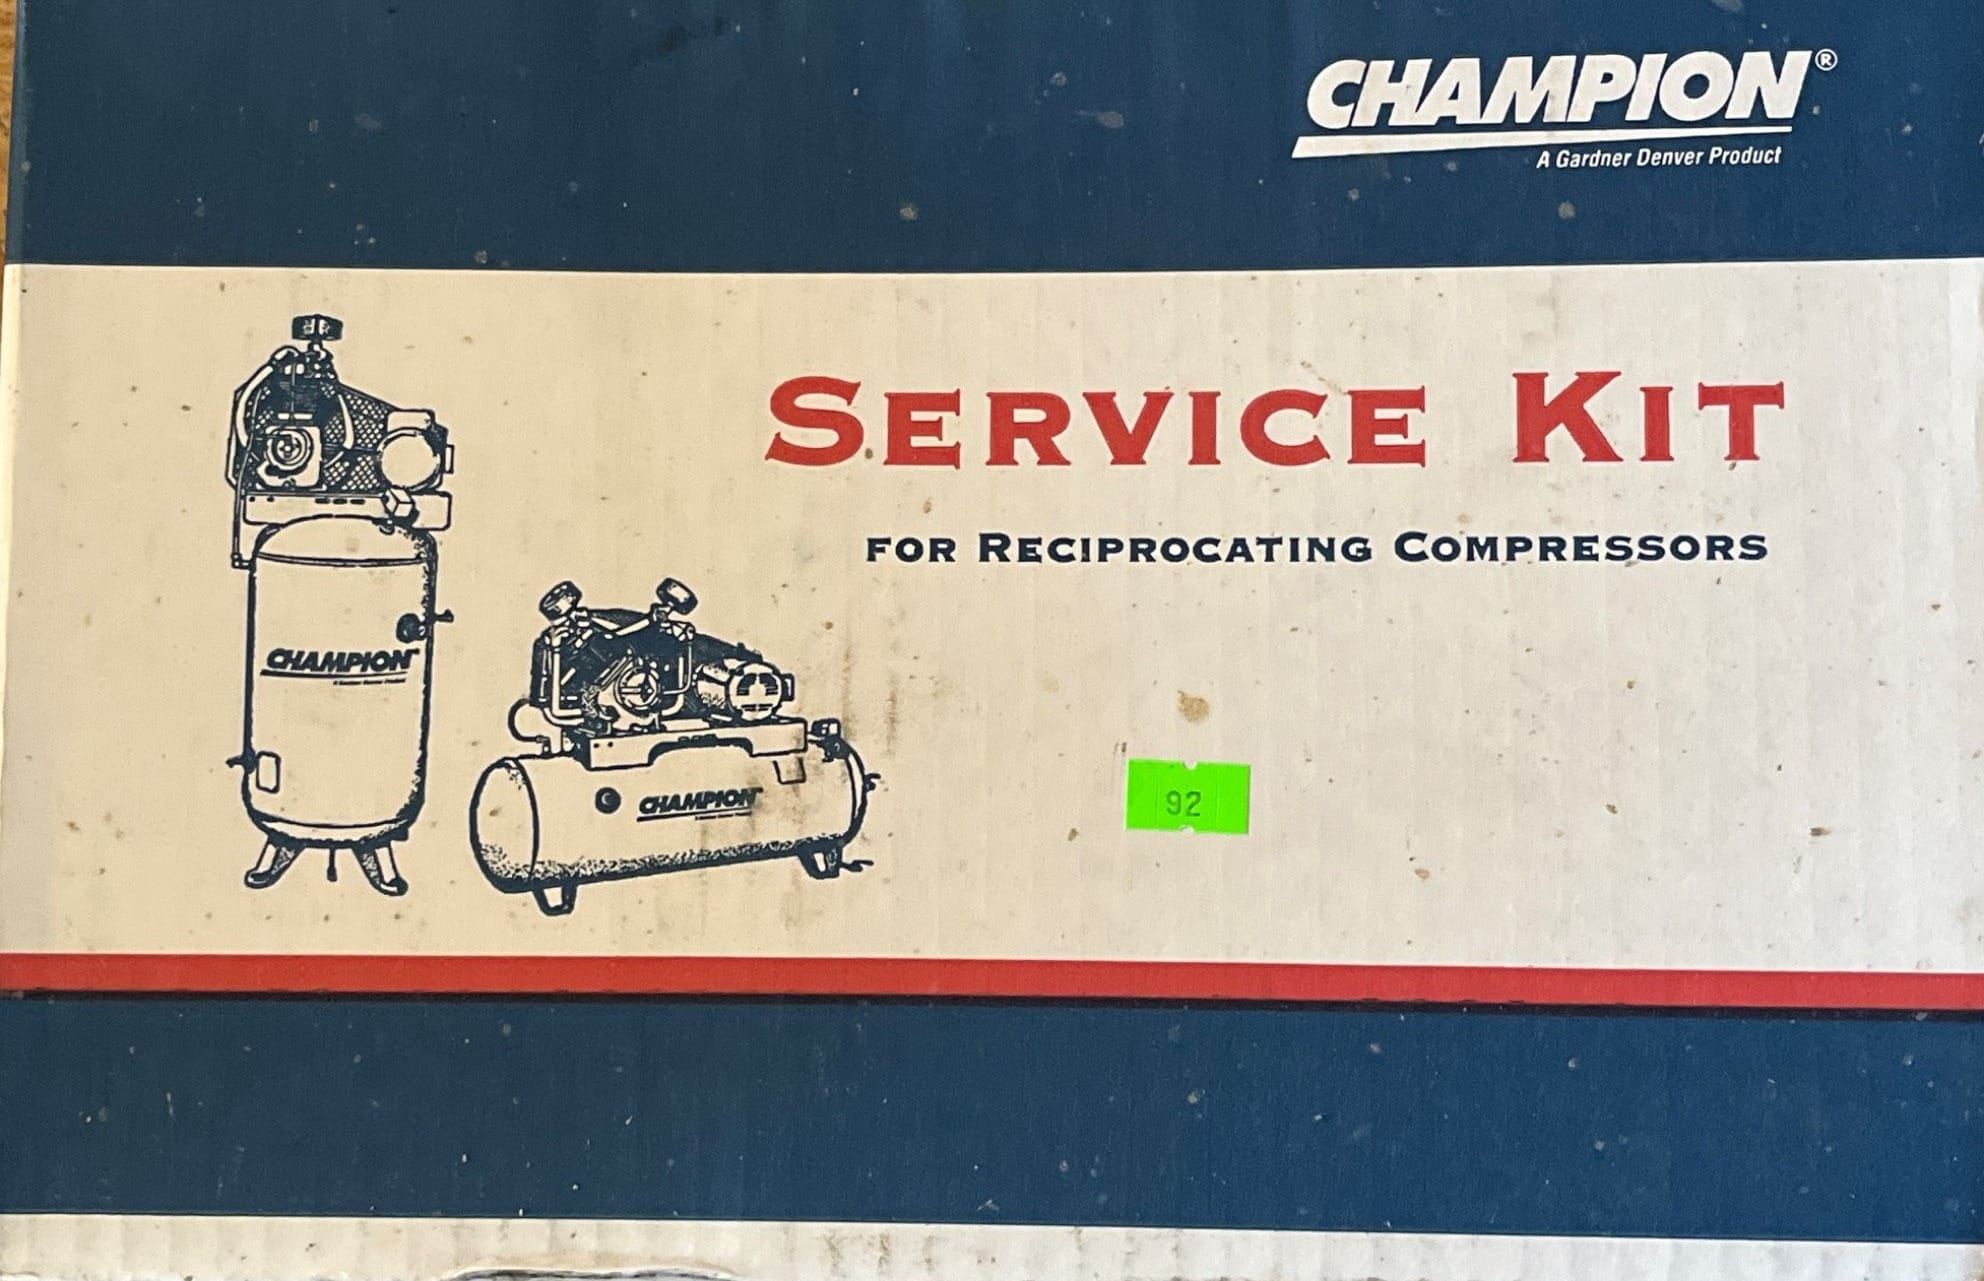 CHAMPION®
A Gardner Denver Product
SERVICE KIT
FOR RECIPROCATING COMPRESSORS
CHAMPION
CHAMPION
92